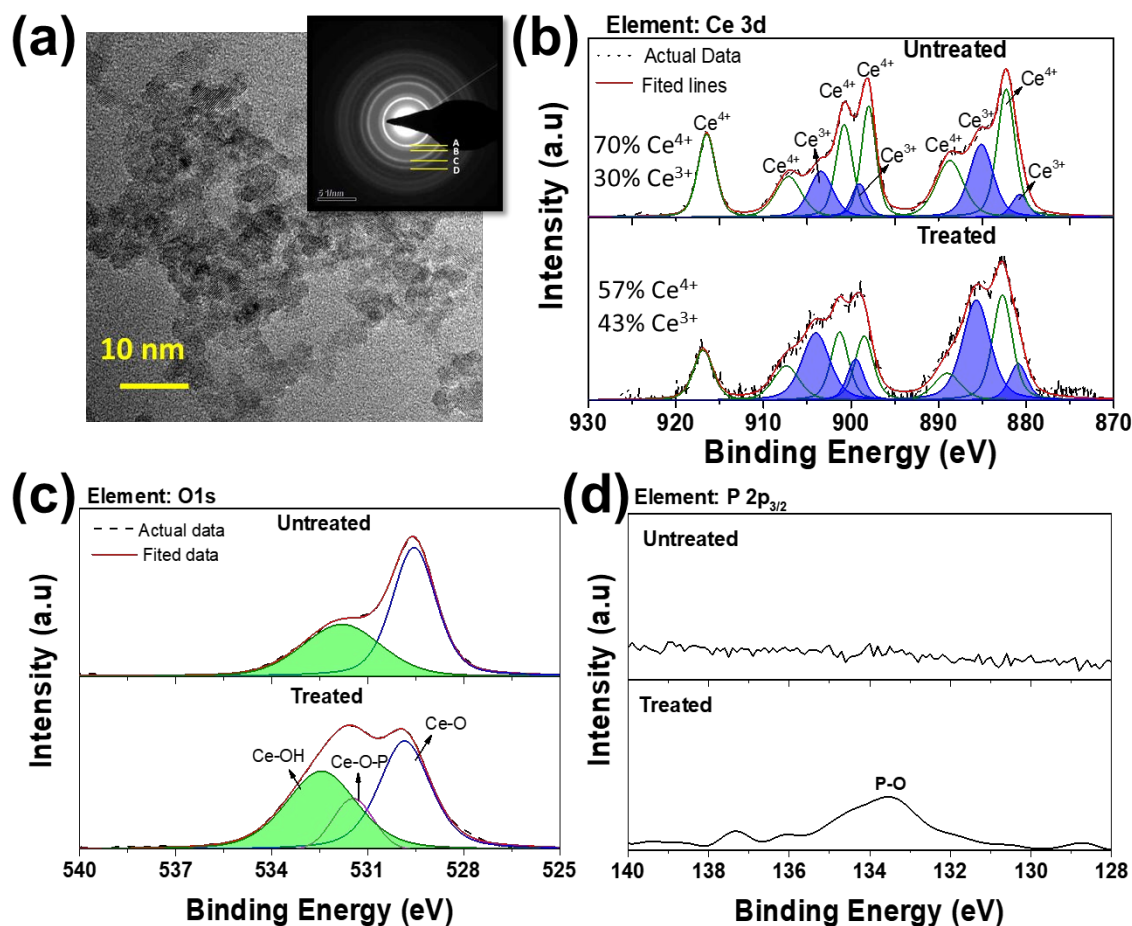 (a)
A
B
C
D
5 1/nm
10 nm
(b)
Element: Ce 3d
Actual Data
Fited lines
Untreated
Ce4+
Ce4+
Ce3+
Ce4+
Ce4+
Ce3+
Ce4+
Ce3+
Ce4+
Ce3+
70% Ce4+
30% Ce3+
Treated
57% Ce4+
43% Ce3+
930 920 910 900 890 880 870
Binding Energy (eV)
Intensity (a.u)
(c)
Element: O1s
Actual data
Fited data
Untreated
Treated
Ce-OH
Ce-O-P
Ce-O
540 537 534 531 528 525
Binding Energy (eV)
Intensity (a.u)
(d)
Element: P 2p3/2
Untreated
Treated
P-O
140 138 136 134 132 130 128
Binding Energy (eV)
Intensity (a.u)